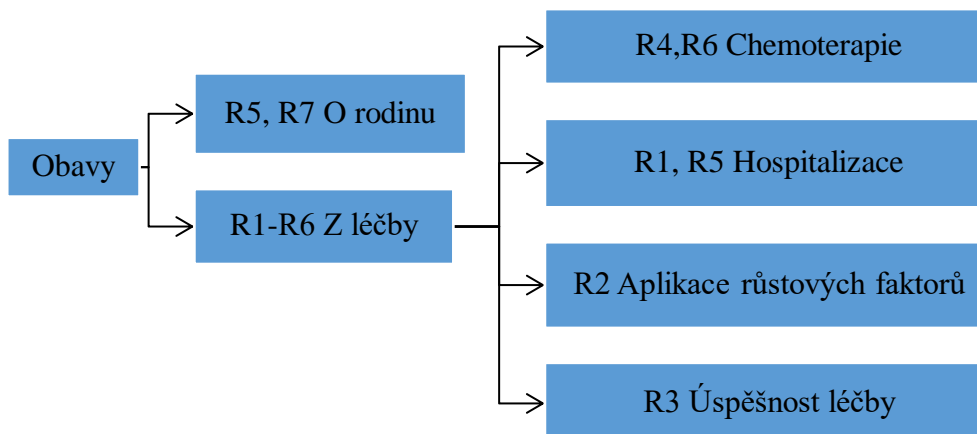 Obavy
R5, R7 O rodinu
R1-R6 Z léčby
R4,R6 Chemoterapie
R1, R5 Hospitalizace
R2 Aplikace růstových faktorů
R3 Úspěšnost léčby